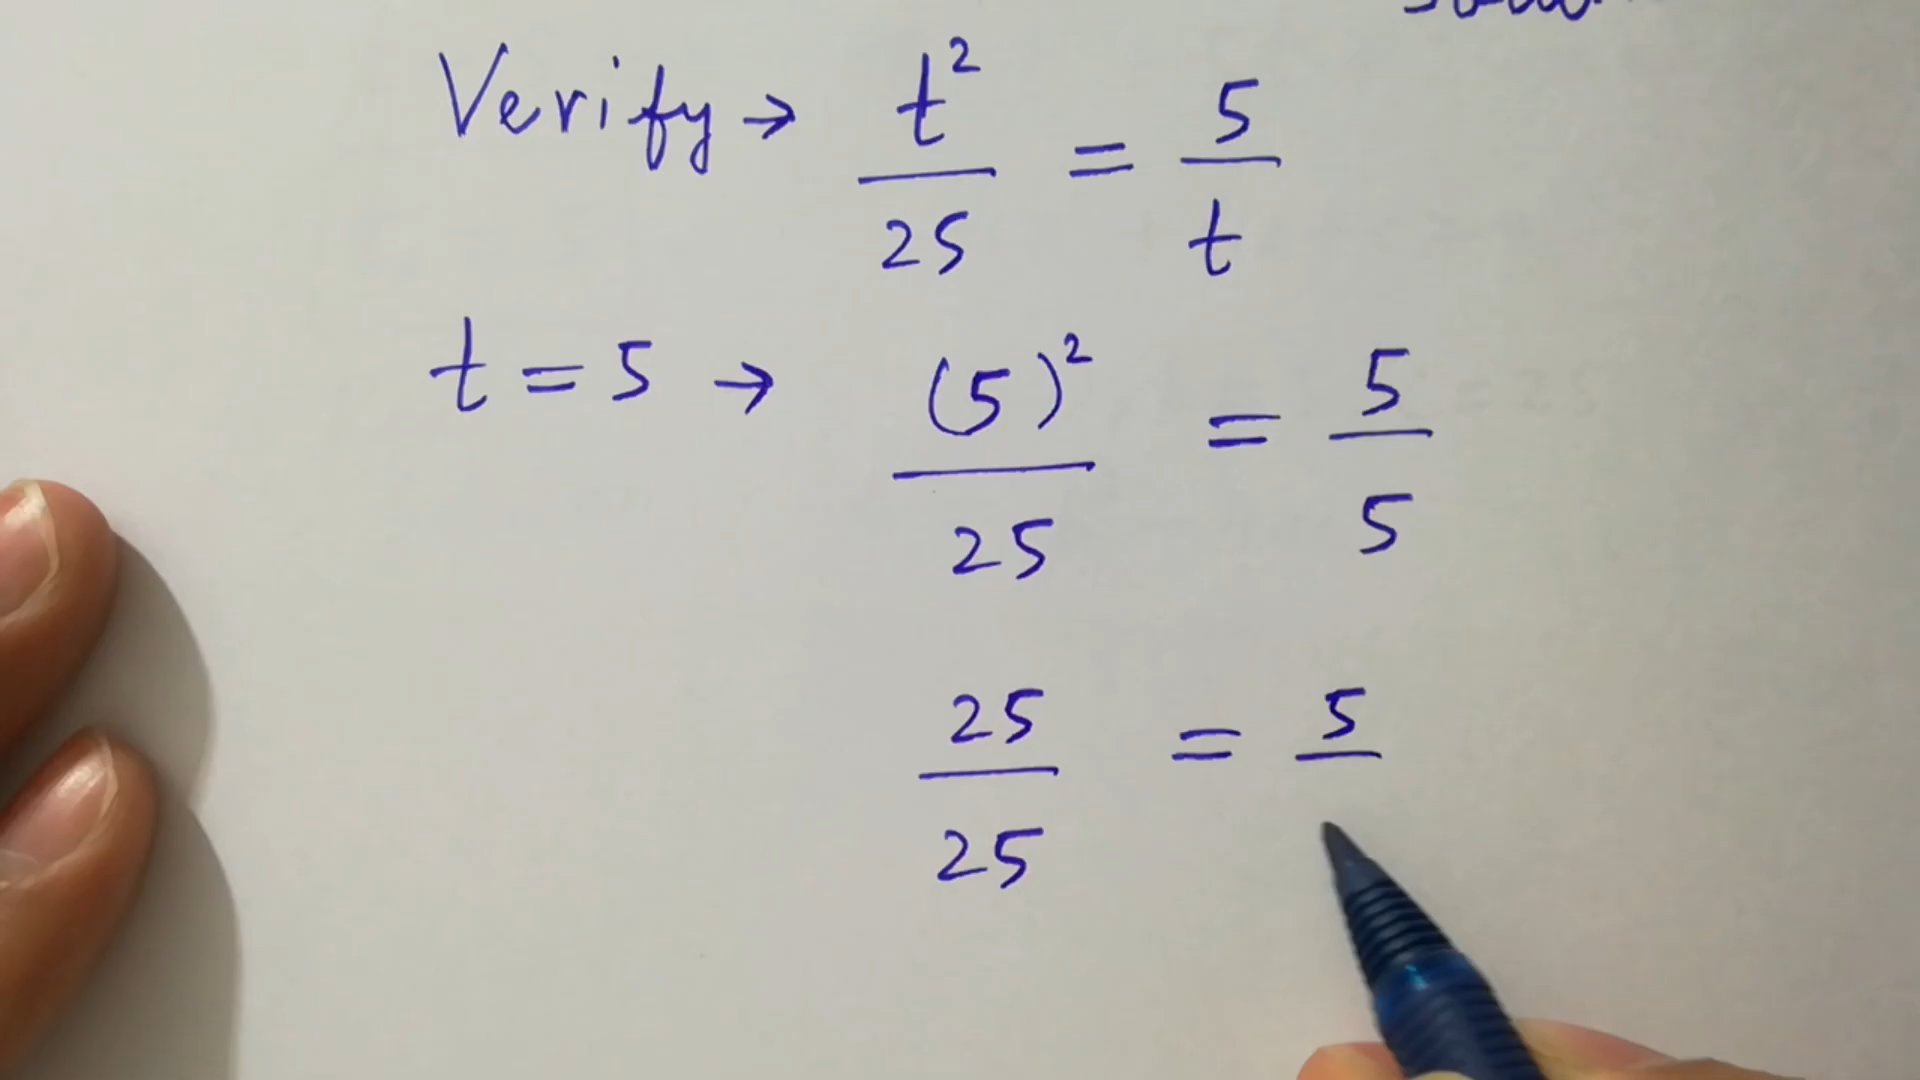 Verify → t²/25 = 5/t
t = 5 → (5)²/25 = 5/5
25/25 = 5/